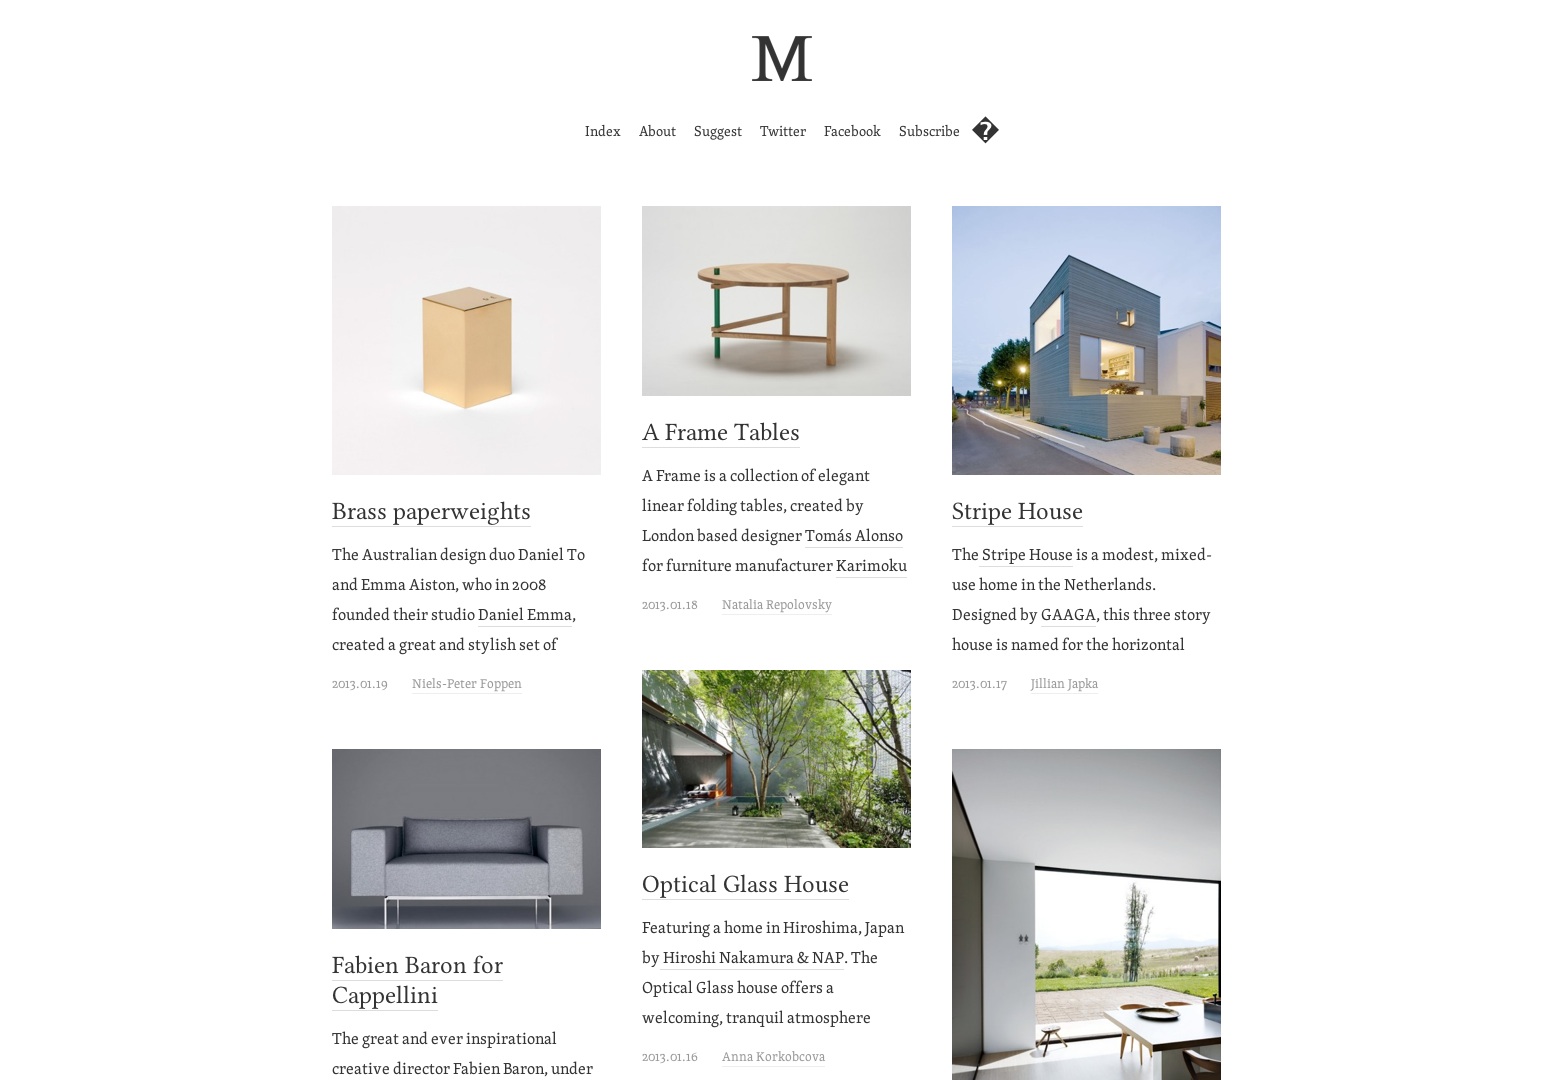 M
Index About Suggest Twitter Facebook Subscribe �
Brass paperweights
The Australian design duo Daniel To
and Emma Aiston, who in 2008
founded their studio Daniel Emma,
created a great and stylish set of
2013.01.19 Niels-Peter Foppen
Fabien Baron for
Cappellini
The great and ever inspirational
creative director Fabien Baron, under
A Frame Tables
A Frame is a collection of elegant
linear folding tables, created by
London based designer Tomás Alonso
for furniture manufacturer Karimoku
2013.01.18 Natalia Repolovsky
Optical Glass House
Featuring a home in Hiroshima, Japan
by Hiroshi Nakamura & NAP. The
Optical Glass house offers a
welcoming, tranquil atmosphere
2013.01.16 Anna Korkobcova
Stripe House
The Stripe House is a modest, mixed-
use home in the Netherlands.
Designed by GAAGA, this three story
house is named for the horizontal
2013.01.17 Jillian Japka